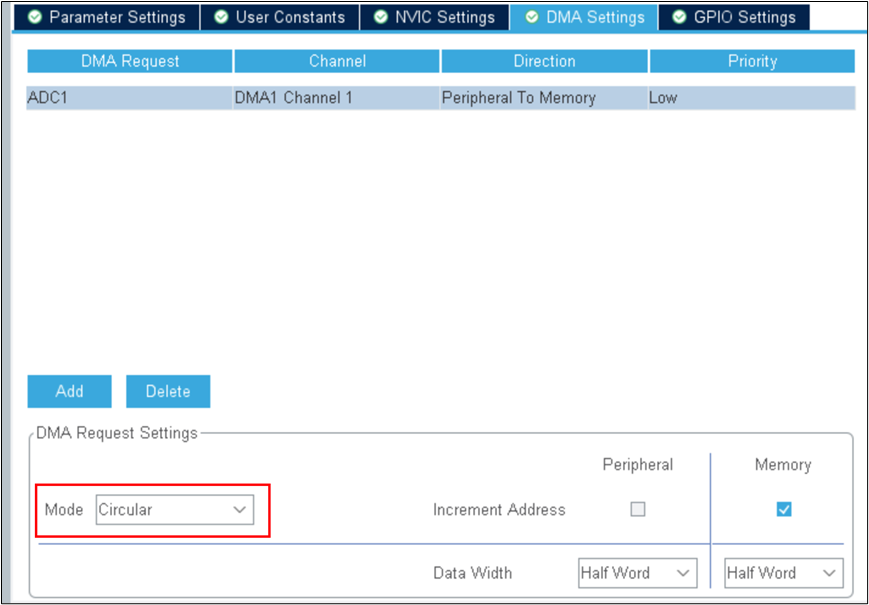 Parameter Settings User Constants NVIC Settings DMA Settings GPIO Settings
DMA Request Channel Direction Priority
ADC1 DMA1 Channel 1 Peripheral To Memory Low
Add Delete
DMA Request Settings
Peripheral Memory
Mode Circular Increment Address
Data Width Half Word Half Word